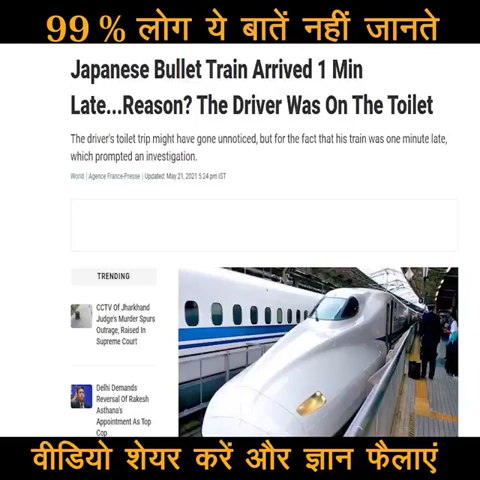 99 % लोग ये बातें नहीं जानते
Japanese Bullet Train Arrived 1 Min
Late...Reason? The Driver Was On The Toilet
The driver's toilet trip might have gone unnoticed, but for the fact that his train was one minute late,
which prompted an investigation.
World | Agence France-Presse | Updated: May 21, 2021 5:24 pm IST
TRENDING
CCTV Of Jharkhand
Judge's Murder Spurs
Outrage, Raised In
Supreme Court
Delhi Demands
Reversal Of Rakesh
Asthana's
Appointment As Top
Cop
वीडियो शेयर करें और ज्ञान फैलाएं